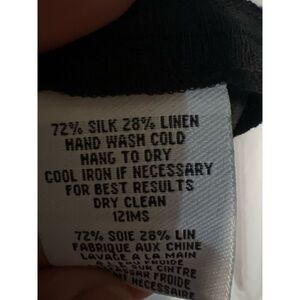 72% SILK 28% LINEN
HAND WASH COLD
HANG TO DRY
COOL IRON IF NECESSARY
FOR BEST RESULTS
DRY CLEAN
121MS
72% SOIE 28% LIN
FABRIQUE AUX CHINE
LAVAGE A LA MAIN
A L'EAU FROIDE
SUR CINTRE
NECESSAIRE